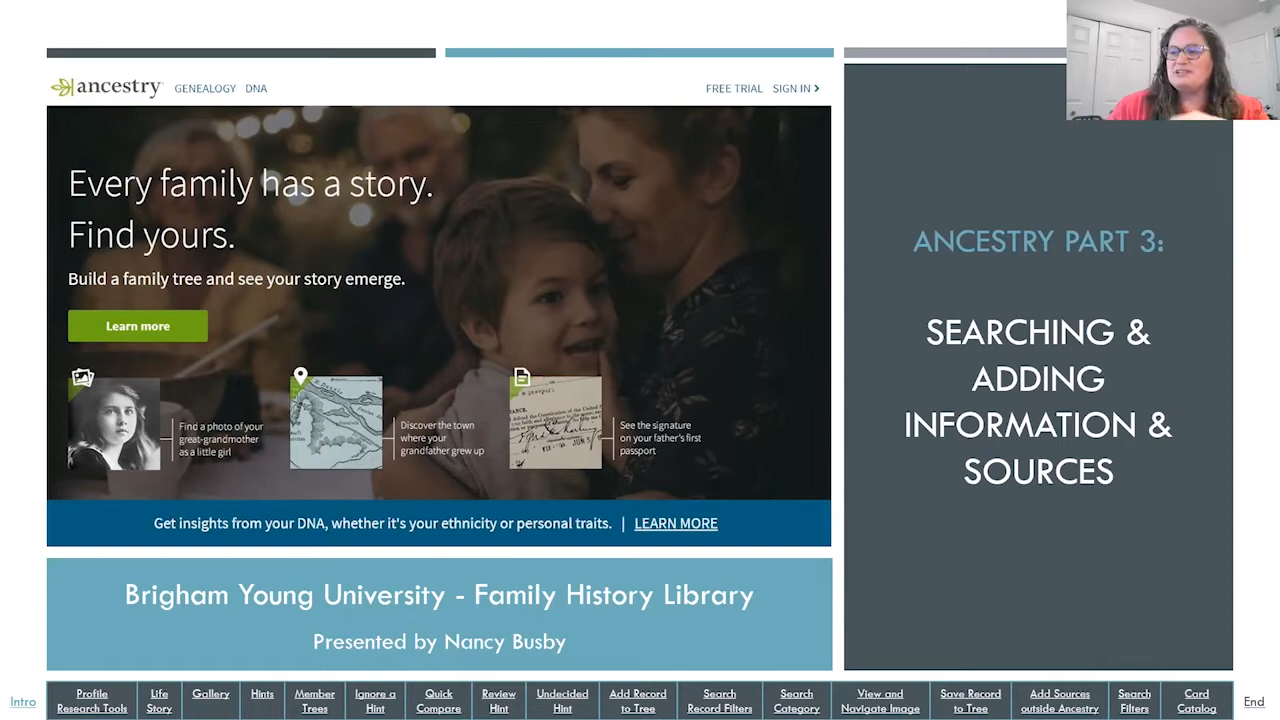 ancestry GENEALOGY DNA FREE TRIAL SIGN IN
Every family has a story.
Find yours.
Build a family tree and see your story emerge.
Learn more
Find a photo of your
great-grandmother
as a little girl
Discover the town
where your
grandfather grew up
See the signature
on your father's first
passport
Get insights from your DNA, whether it's your ethnicity or personal traits. | LEARN MORE
ANCESTRY PART 3:
SEARCHING &
ADDING
INFORMATION &
SOURCES
Brigham Young University - Family History Library
Presented by Nancy Busby
Intro
Profile
Research Tools
Life
Story
Gallery
Hints
Member
Trees
Ignore a
Hint
Quick
Compare
Review
Hint
Undecided
Hint
Add Record
to Tree
Search
Record Filters
Search
Category
View and
Navigate Image
Save Record
to Tree
Add Sources
outside Ancestry
Search
Filters
Card
Catalog
End